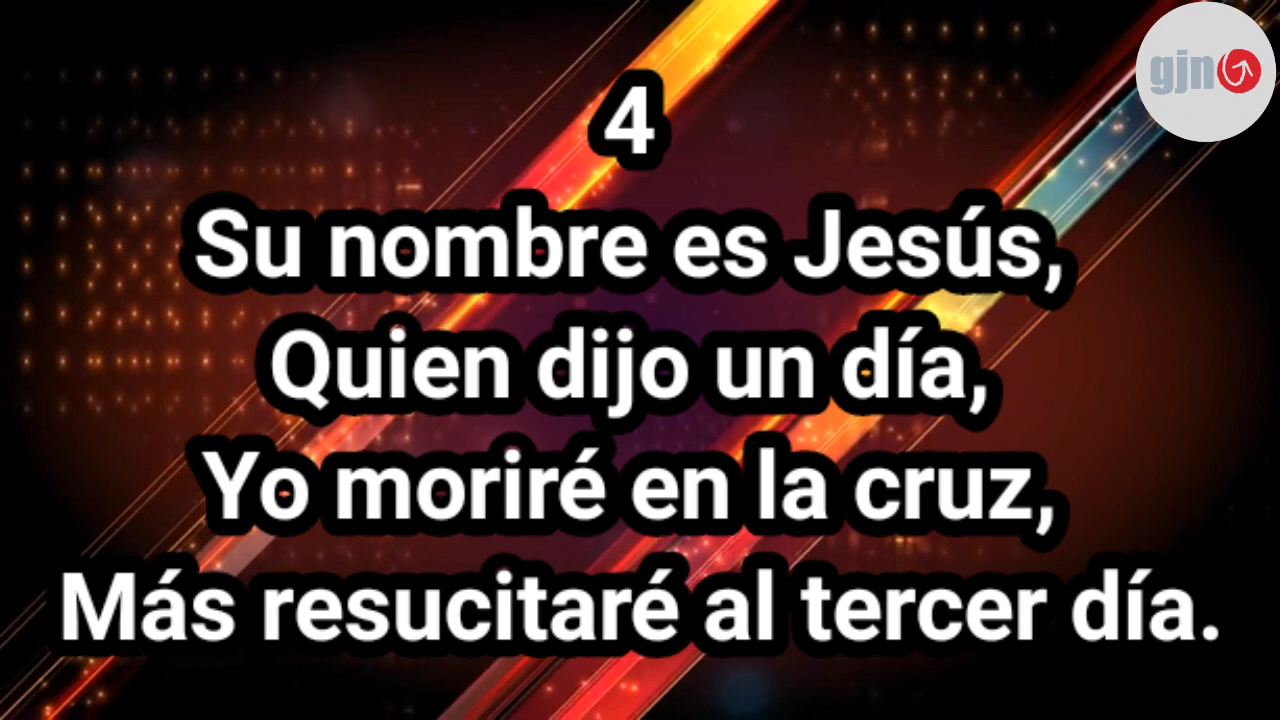 gjn
4
Su nombre es Jesús,
Quien dijo un día,
Yo moriré en la cruz,
Más resucitaré al tercer día.